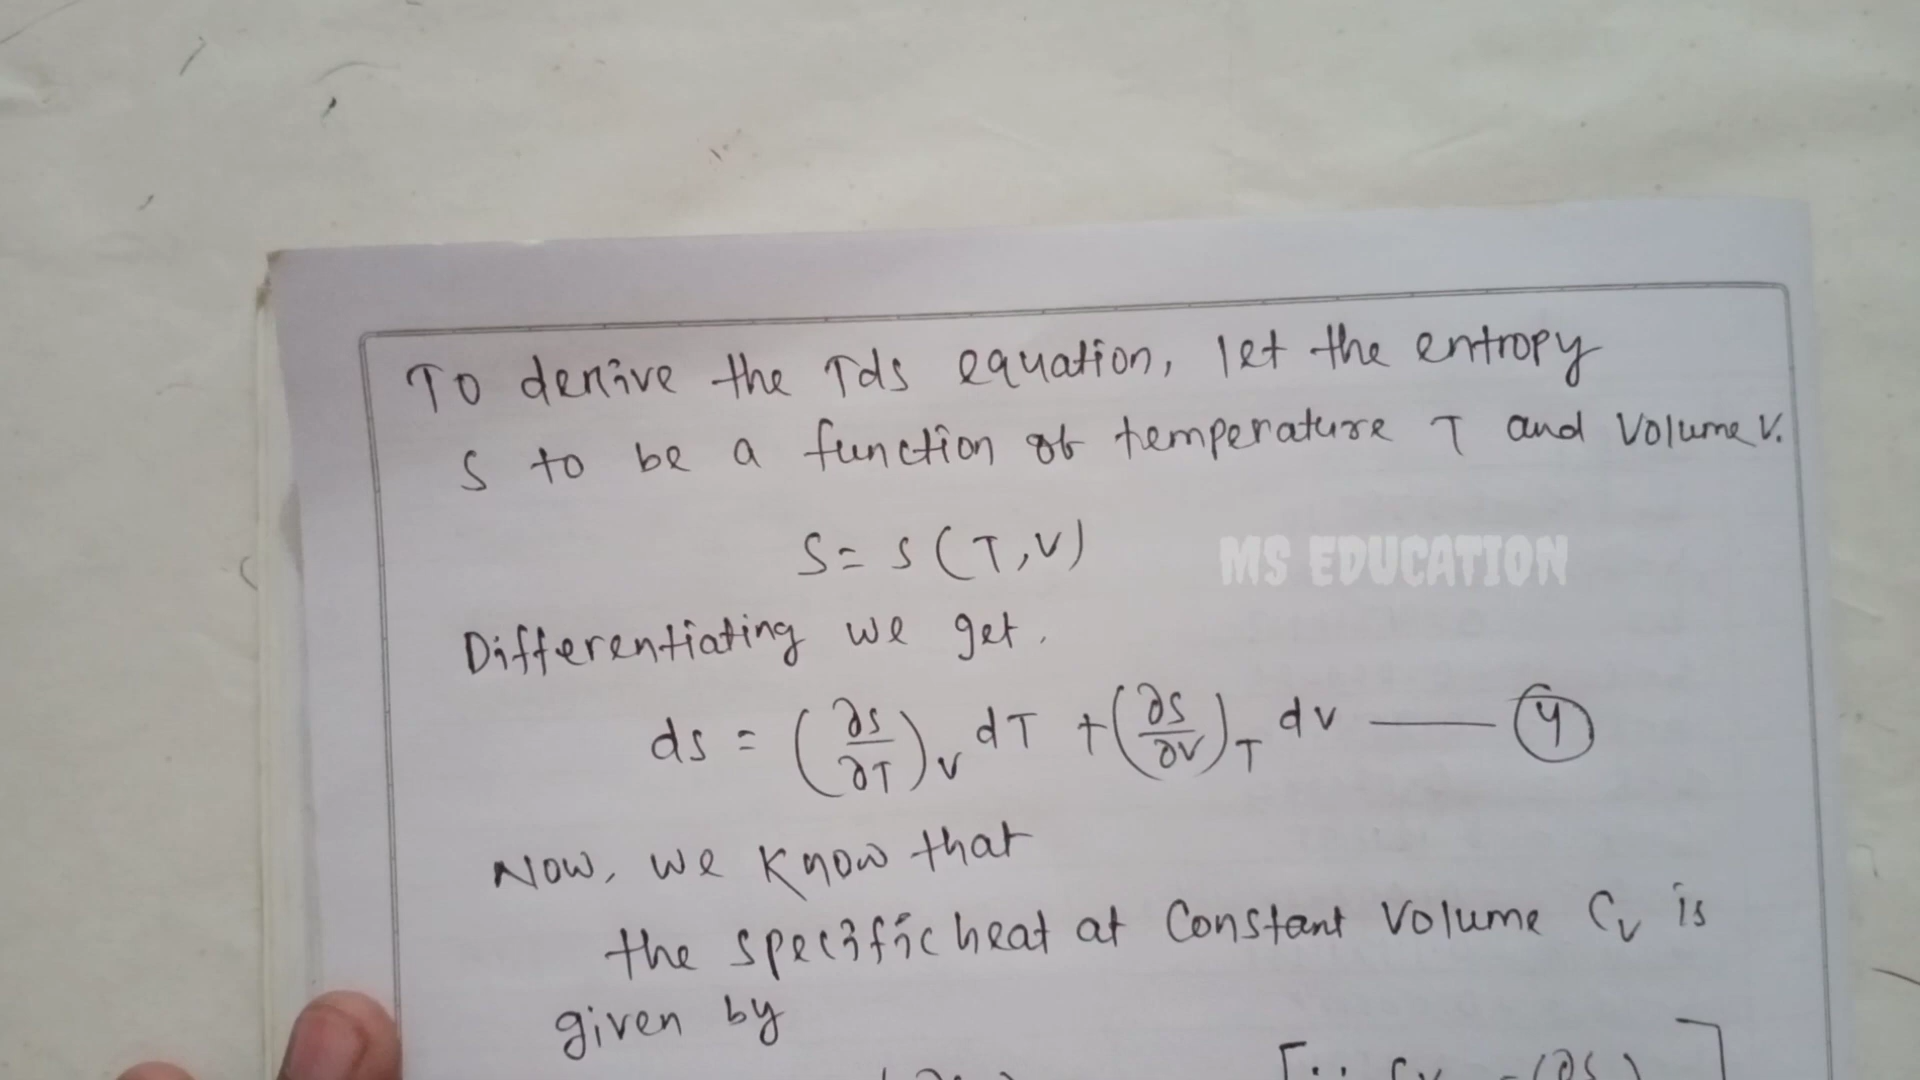 To derive the Tds equation, let the entropy
S to be a function of temperature T and Volume V.
S = S (T, V)
MS EDUCATION
Differentiating we get.
ds = (∂S/∂T)_V dT + (∂S/∂V)_T dV —— (4)
Now, we know that
the specific heat at Constant Volume C_V is
given by